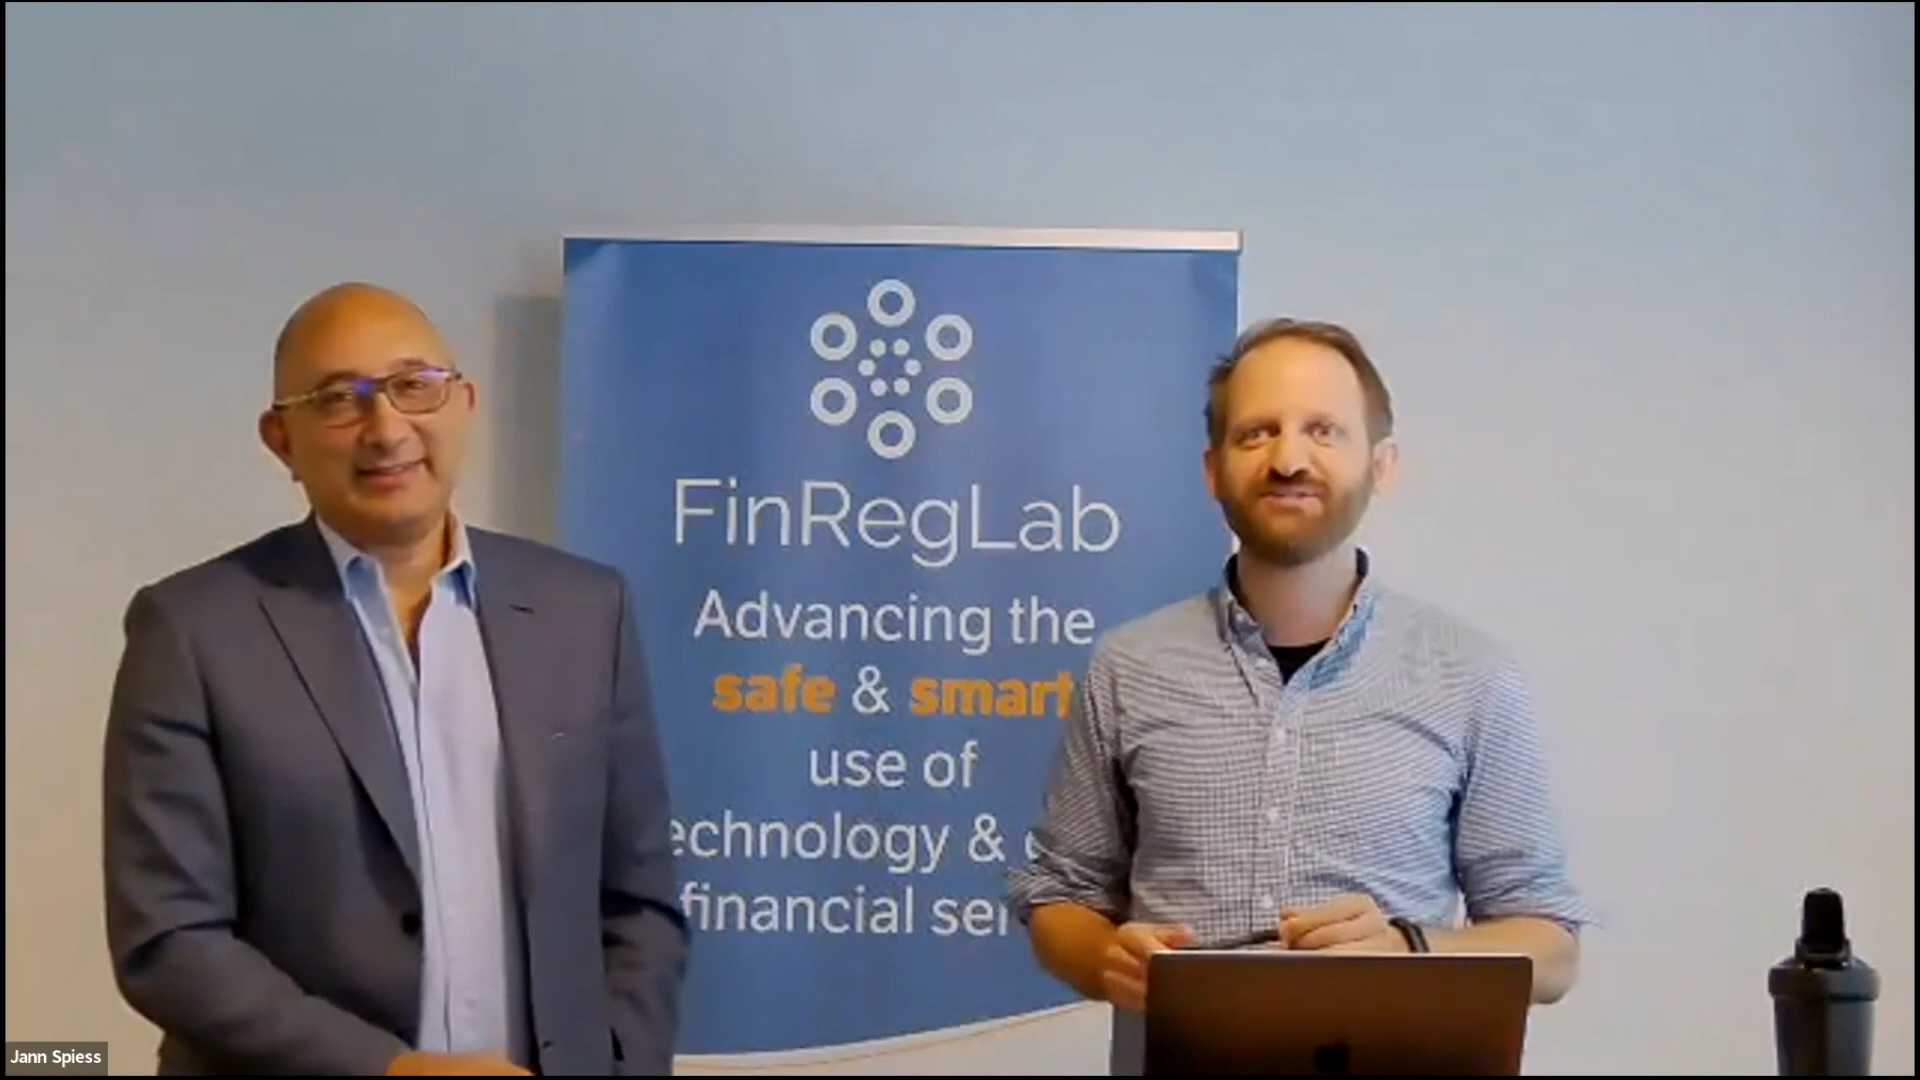 FinRegLab
Advancing the
safe & smart
use of
echnology &
financial ser
Jann Spiess